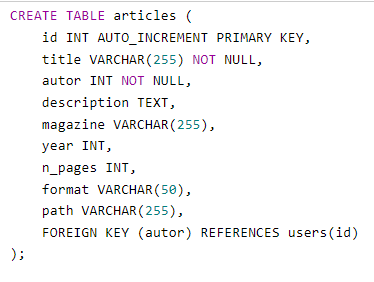 CREATE TABLE articles (
    id INT AUTO_INCREMENT PRIMARY KEY,
    title VARCHAR(255) NOT NULL,
    autor INT NOT NULL,
    description TEXT,
    magazine VARCHAR(255),
    year INT,
    n_pages INT,
    format VARCHAR(50),
    path VARCHAR(255),
    FOREIGN KEY (autor) REFERENCES users(id)
);